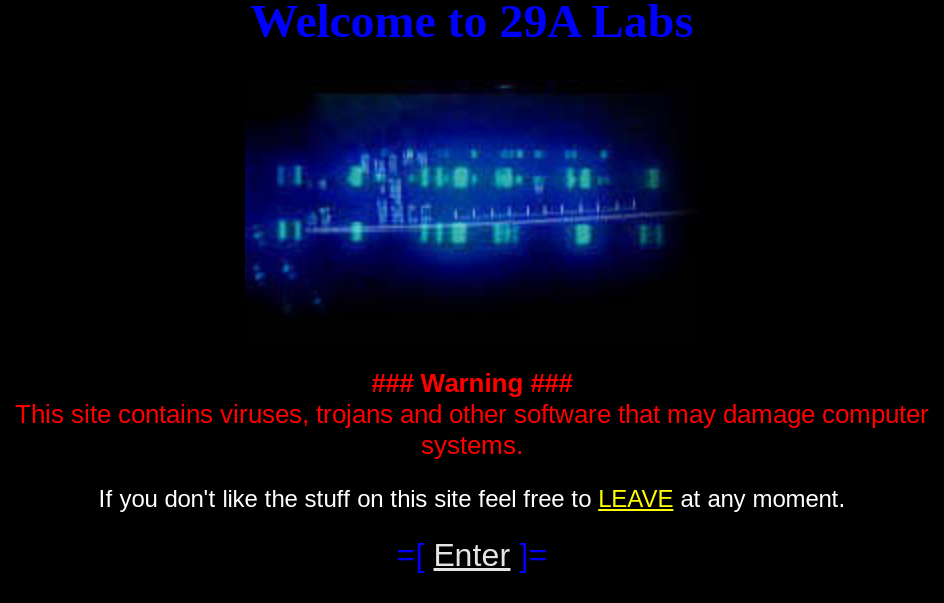 Welcome to 29A Labs
### Warning ###
This site contains viruses, trojans and other software that may damage computer
systems.
If you don't like the stuff on this site feel free to LEAVE at any moment.
=[ Enter ]=